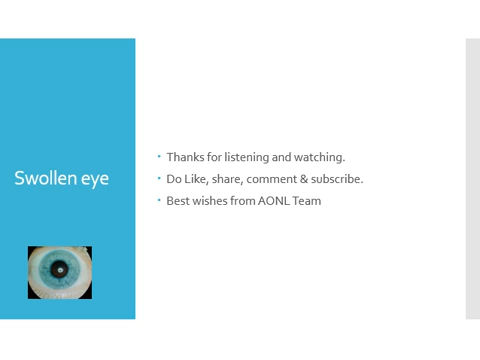 Swollen eye
Thanks for listening and watching.
Do Like, share, comment & subscribe.
Best wishes from AONL Team